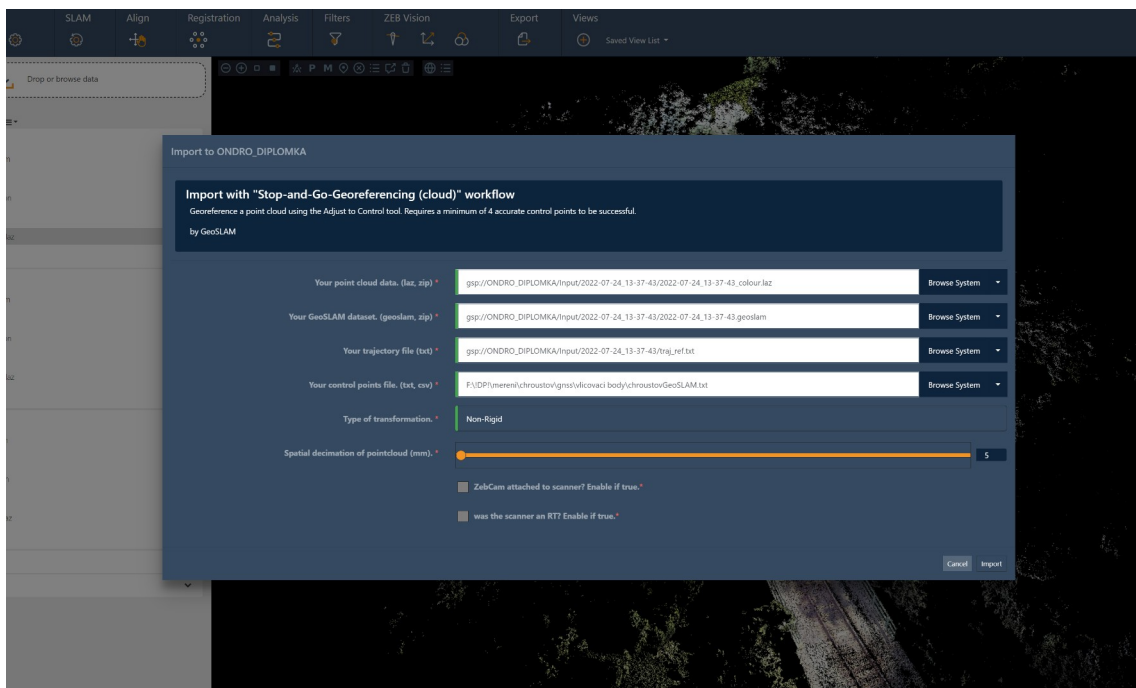 SLAM Align Registration Analysis Filters ZEB Vision Export Views
Saved View List
Drop or browse data
P M
Import to ONDRO_DIPLOMKA
Import with "Stop-and-Go-Georeferencing (cloud)" workflow
Georeference a point cloud using the Adjust to Control tool. Requires a minimum of 4 accurate control points to be successful.
by GeoSLAM
Your point cloud data. (laz, zip) * gsp://ONDRO_DIPLOMKA/Input/2022-07-24_13-37-43/2022-07-24_13-37-43_colour.laz Browse System
Your GeoSLAM dataset. (geoslam, zip) * gsp://ONDRO_DIPLOMKA/Input/2022-07-24_13-37-43/2022-07-24_13-37-43.geoslam Browse System
Your trajectory file (txt) * gsp://ONDRO_DIPLOMKA/Input/2022-07-24_13-37-43/traj_ref.txt Browse System
Your control points file. (txt, csv) * F:\!DP!\mereni\chroustov\gnss\vlicovaci body\chroustovGeoSLAM.txt Browse System
Type of transformation. * Non-Rigid
Spatial decimation of pointcloud (mm). * 5
ZebCam attached to scanner? Enable if true.*
was the scanner an RT? Enable if true.*
Cancel Import